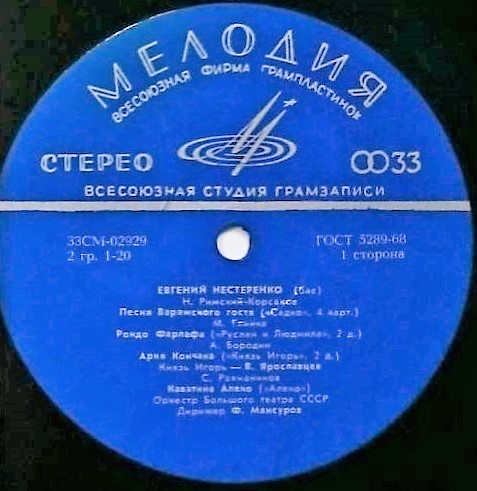 МЕЛОДИЯ
ВСЕСОЮЗНАЯ ФИРМА ГРАМПЛАСТИНОК
СТЕРЕО 33
ВСЕСОЮЗНАЯ СТУДИЯ ГРАМЗАПИСИ
33СМ-02929 ГОСТ 5289-68
2 гр. 1-20 1 сторона
ЕВГЕНИЙ НЕСТЕРЕНКО (бас)
Н. Римский-Корсаков
Песня Варяжского гостя («Садко», 4 карт.)
М. Глинка
Рондо Фарлафа («Руслан и Людмила», 2 д.)
А. Бородин
Ария Кончака («Князь Игорь», 2 д.)
Князь Игорь — В. Ярославцев
С. Рахманинов
Каватина Алеко («Алеко»)
Оркестр Большого театра СССР
Дирижер Ф. Мансуров